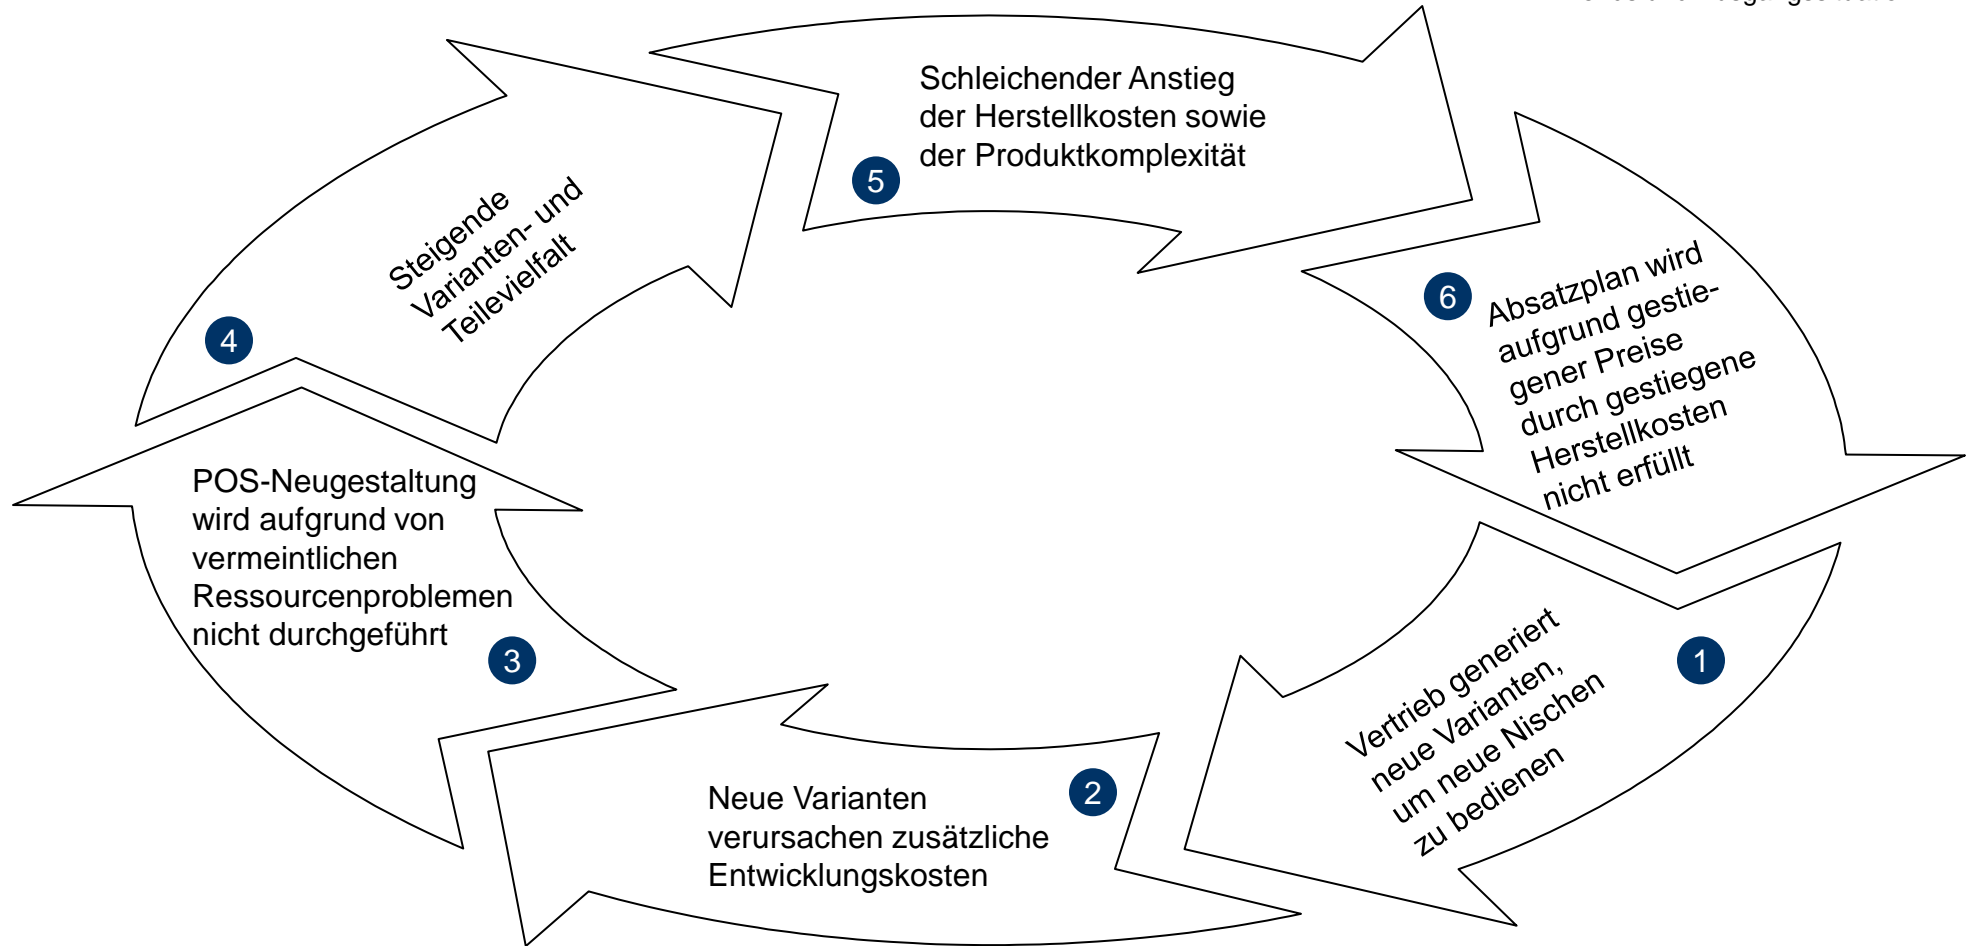 Schleichender Anstieg
der Herstellkosten sowie
der Produktkomplexität
5
6
Absatzplan wird
aufgrund gestie-
gener Preise
durch gestiegene
Herstellkosten
nicht erfüllt
1
Vertrieb generiert
neue Varianten,
um neue Nischen
zu bedienen
2
Neue Varianten
verursachen zusätzliche
Entwicklungskosten
POS-Neugestaltung
wird aufgrund von
vermeintlichen
Ressourcenproblemen
nicht durchgeführt
3
4
Steigende
Varianten- und
Teilevielfalt